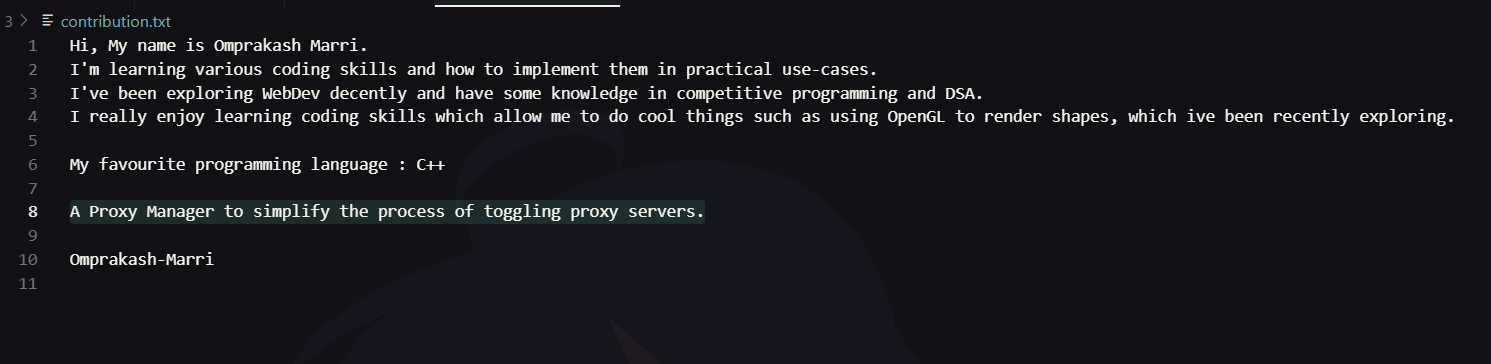 3 > contribution.txt
1 Hi, My name is Omprakash Marri.
2 I'm learning various coding skills and how to implement them in practical use-cases.
3 I've been exploring WebDev decently and have some knowledge in competitive programming and DSA.
4 I really enjoy learning coding skills which allow me to do cool things such as using OpenGL to render shapes, which ive been recently exploring.
5
6 My favourite programming language : C++
7
8 A Proxy Manager to simplify the process of toggling proxy servers.
9
10 Omprakash-Marri
11